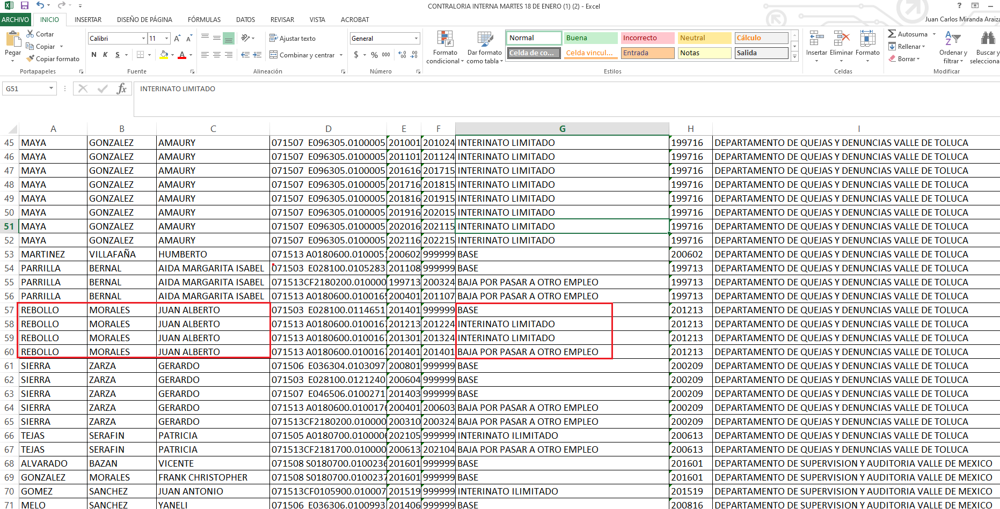 CONTRALORIA INTERNA MARTES 18 DE ENERO (1) (2) - Excel
ARCHIVO INICIO INSERTAR DISEÑO DE PÁGINA FÓRMULAS DATOS REVISAR VISTA ACROBAT Juan Carlos Miranda Araiza
Pegar
Cortar
Copiar
Copiar formato
Portapapeles
Calibri 11
N K S
Fuente
Ajustar texto
Combinar y centrar
Alineación
General
$ % 000
Número
Formato condicional
Dar formato como tabla
Normal Buena Incorrecto Neutral Cálculo
Celda de co... Celda vincul... Entrada Notas Salida
Estilos
Insertar Eliminar Formato
Celdas
Autosuma
Rellenar
Borrar
Ordenar y filtrar
Buscar y selecciona
Modificar
G51 fx INTERINATO LIMITADO
A B C D E F G H I
45 MAYA GONZALEZ AMAURY 071507 E096305.0100005 201001 201024 INTERINATO LIMITADO 199716 DEPARTAMENTO DE QUEJAS Y DENUNCIAS VALLE DE TOLUCA
46 MAYA GONZALEZ AMAURY 071507 E096305.0100005 201101 201124 INTERINATO LIMITADO 199716 DEPARTAMENTO DE QUEJAS Y DENUNCIAS VALLE DE TOLUCA
47 MAYA GONZALEZ AMAURY 071507 E096305.0100005 201616 201715 INTERINATO LIMITADO 199716 DEPARTAMENTO DE QUEJAS Y DENUNCIAS VALLE DE TOLUCA
48 MAYA GONZALEZ AMAURY 071507 E096305.0100005 201716 201815 INTERINATO LIMITADO 199716 DEPARTAMENTO DE QUEJAS Y DENUNCIAS VALLE DE TOLUCA
49 MAYA GONZALEZ AMAURY 071507 E096305.0100005 201816 201915 INTERINATO LIMITADO 199716 DEPARTAMENTO DE QUEJAS Y DENUNCIAS VALLE DE TOLUCA
50 MAYA GONZALEZ AMAURY 071507 E096305.0100005 201916 202015 INTERINATO LIMITADO 199716 DEPARTAMENTO DE QUEJAS Y DENUNCIAS VALLE DE TOLUCA
51 MAYA GONZALEZ AMAURY 071507 E096305.0100005 202016 202115 INTERINATO LIMITADO 199716 DEPARTAMENTO DE QUEJAS Y DENUNCIAS VALLE DE TOLUCA
52 MAYA GONZALEZ AMAURY 071507 E096305.0100005 202116 202215 INTERINATO LIMITADO 199716 DEPARTAMENTO DE QUEJAS Y DENUNCIAS VALLE DE TOLUCA
53 MARTINEZ VILLAFAÑA HUMBERTO 071513 A0180600.0100051 200602 999999 BASE 200602 DEPARTAMENTO DE QUEJAS Y DENUNCIAS VALLE DE TOLUCA
54 PARRILLA BERNAL AIDA MARGARITA ISABEL 071503 E028100.0105283 201108 999999 BASE 199713 DEPARTAMENTO DE QUEJAS Y DENUNCIAS VALLE DE TOLUCA
55 PARRILLA BERNAL AIDA MARGARITA ISABEL 071513CF2180200.010000 199713 200324 BAJA POR PASAR A OTRO EMPLEO 199713 DEPARTAMENTO DE QUEJAS Y DENUNCIAS VALLE DE TOLUCA
56 PARRILLA BERNAL AIDA MARGARITA ISABEL 071513 A0180600.0100165 200401 201107 BAJA POR PASAR A OTRO EMPLEO 199713 DEPARTAMENTO DE QUEJAS Y DENUNCIAS VALLE DE TOLUCA
57 REBOLLO MORALES JUAN ALBERTO 071503 E028100.0114651 201401 999999 BASE 201213 DEPARTAMENTO DE QUEJAS Y DENUNCIAS VALLE DE TOLUCA
58 REBOLLO MORALES JUAN ALBERTO 071513 A0180600.0100167 201213 201224 INTERINATO LIMITADO 201213 DEPARTAMENTO DE QUEJAS Y DENUNCIAS VALLE DE TOLUCA
59 REBOLLO MORALES JUAN ALBERTO 071513 A0180600.0100167 201301 201324 INTERINATO LIMITADO 201213 DEPARTAMENTO DE QUEJAS Y DENUNCIAS VALLE DE TOLUCA
60 REBOLLO MORALES JUAN ALBERTO 071513 A0180600.0100167 201401 201401 BAJA POR PASAR A OTRO EMPLEO 201213 DEPARTAMENTO DE QUEJAS Y DENUNCIAS VALLE DE TOLUCA
61 SIERRA ZARZA GERARDO 071506 E036304.0103097 200801 999999 BASE 200209 DEPARTAMENTO DE QUEJAS Y DENUNCIAS VALLE DE TOLUCA
62 SIERRA ZARZA GERARDO 071503 E028100.0121240 200604 999999 BASE 200209 DEPARTAMENTO DE QUEJAS Y DENUNCIAS VALLE DE TOLUCA
63 SIERRA ZARZA GERARDO 071507 E046506.0100271 201403 999999 BASE 200209 DEPARTAMENTO DE QUEJAS Y DENUNCIAS VALLE DE TOLUCA
64 SIERRA ZARZA GERARDO 071513 A0180600.0100176 200401 200603 BAJA POR PASAR A OTRO EMPLEO 200209 DEPARTAMENTO DE QUEJAS Y DENUNCIAS VALLE DE TOLUCA
65 SIERRA ZARZA GERARDO 071513CF2180200.010000 200310 200324 BAJA POR PASAR A OTRO EMPLEO 200209 DEPARTAMENTO DE QUEJAS Y DENUNCIAS VALLE DE TOLUCA
66 TEJAS SERAFIN PATRICIA 071505 A0180700.0100006 202105 999999 INTERINATO ILIMITADO 200613 DEPARTAMENTO DE QUEJAS Y DENUNCIAS VALLE DE TOLUCA
67 TEJAS SERAFIN PATRICIA 071513CF2181700.010000 200613 202104 BAJA POR PASAR A OTRO EMPLEO 200613 DEPARTAMENTO DE QUEJAS Y DENUNCIAS VALLE DE TOLUCA
68 ALVARADO BAZAN VICENTE 071508 S0180700.0100236 201601 999999 BASE 201601 DEPARTAMENTO DE SUPERVISION Y AUDITORIA VALLE DE MEXICO
69 GONZALEZ MORALES FRANK CHRISTOPHER 071508 S0180700.0100237 201601 999999 BASE 201601 DEPARTAMENTO DE SUPERVISION Y AUDITORIA VALLE DE MEXICO
70 GOMEZ SANCHEZ JUAN ANTONIO 071513CF0105900.010007 201519 999999 INTERINATO ILIMITADO 201519 DEPARTAMENTO DE SUPERVISION Y AUDITORIA VALLE DE MEXICO
71 MELO SANCHEZ YANELI 071506 E036306.0100993 201406 999999 BASE 200816 DEPARTAMENTO DE SUPERVISION Y AUDITORIA VALLE DE MEXICO